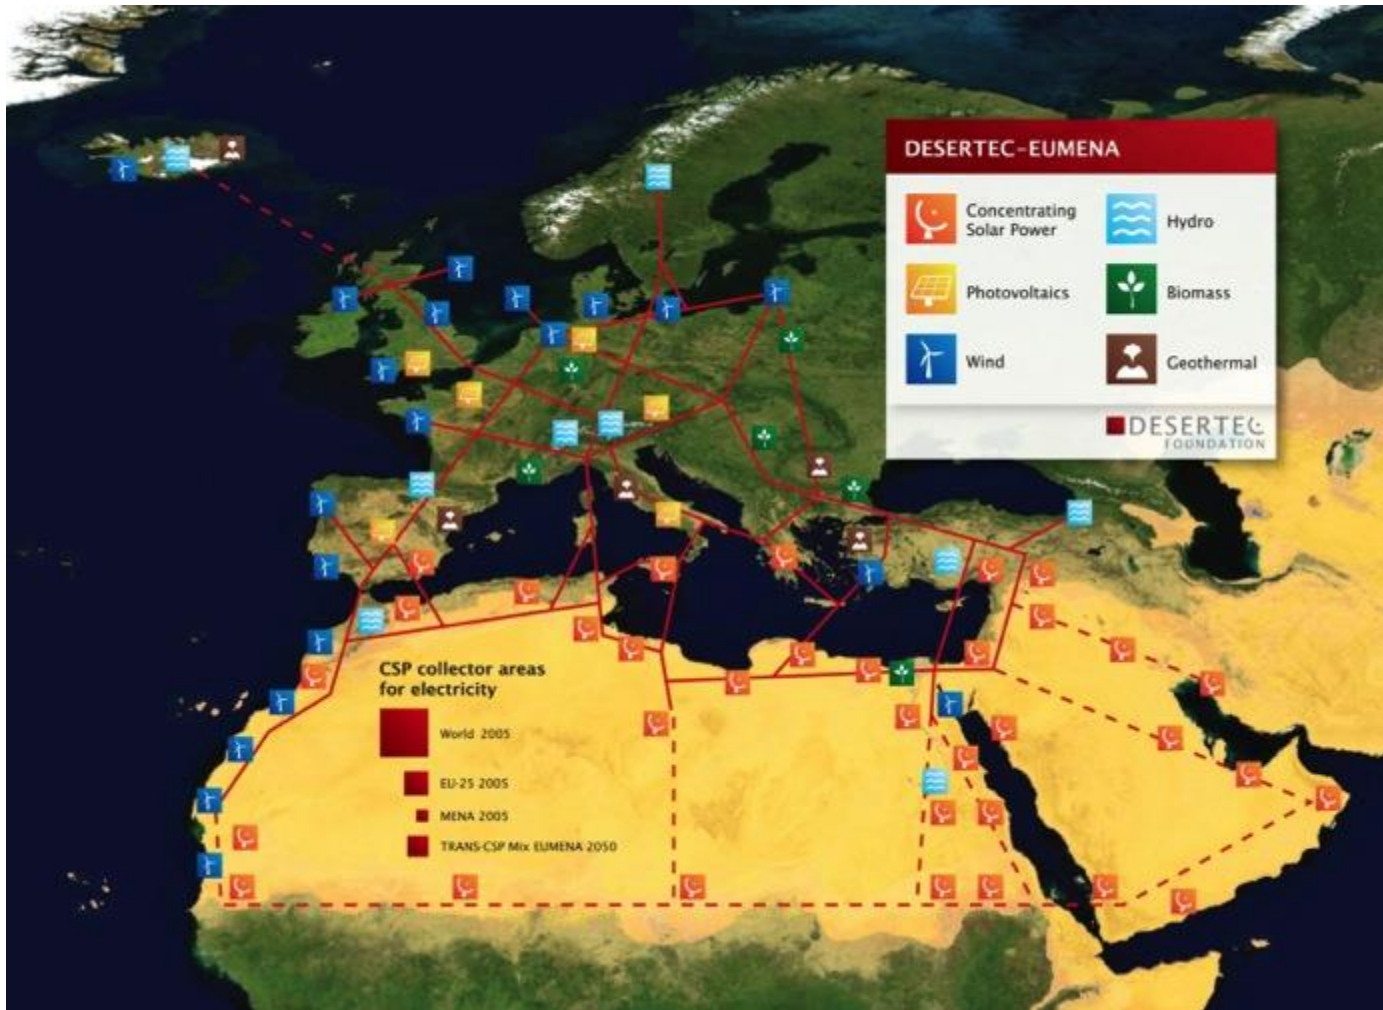 DESERTEC-EUMENA
Concentrating
Solar Power
Hydro
Photovoltaics
Biomass
Wind
Geothermal
DESERTEC
FOUNDATION
CSP collector areas
for electricity
World 2005
EU-25 2005
MENA 2005
TRANS-CSP Mix EUMENA 2050